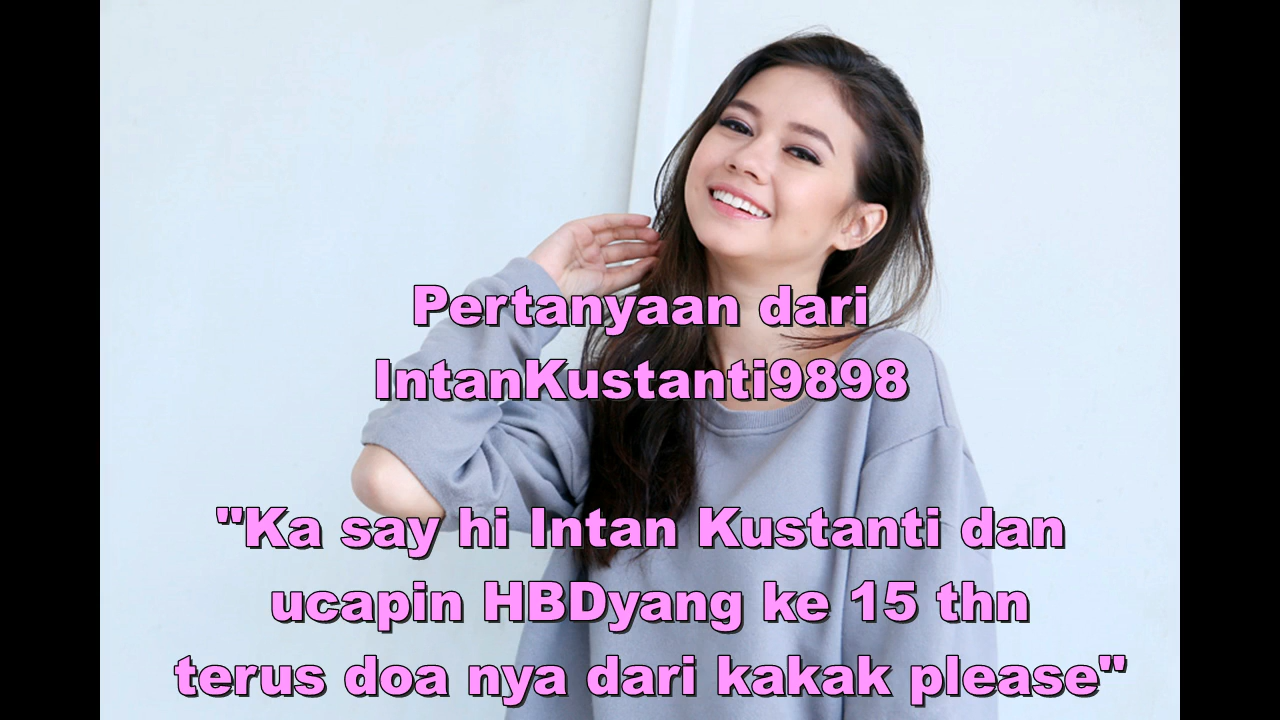 Pertanyaan dari
IntanKustanti9898
"Ka say hi Intan Kustanti dan
ucapin HBDyang ke 15 thn
terus doa nya dari kakak please"